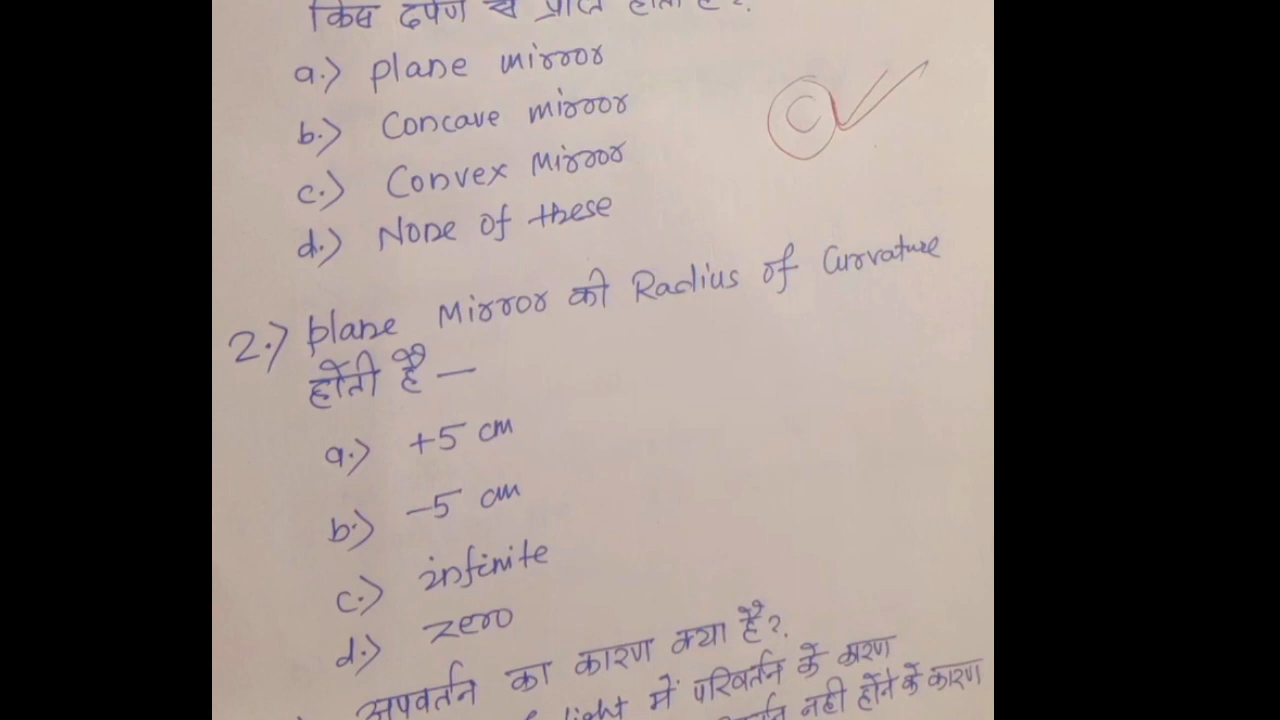 किस दर्पण से प्राप्त होता है?
a.) plane mirror
b.) Concave mirror
c.) Convex Mirror
d.) None of these
C
2.) plane Mirror की Radius of Curvature
होती है —
a.) +5 cm
b.) -5 cm
c.) infinite
d.) zero
अपवर्तन का कारण क्या है?.
light में परिवर्तन के कारण
नही होने के कारण